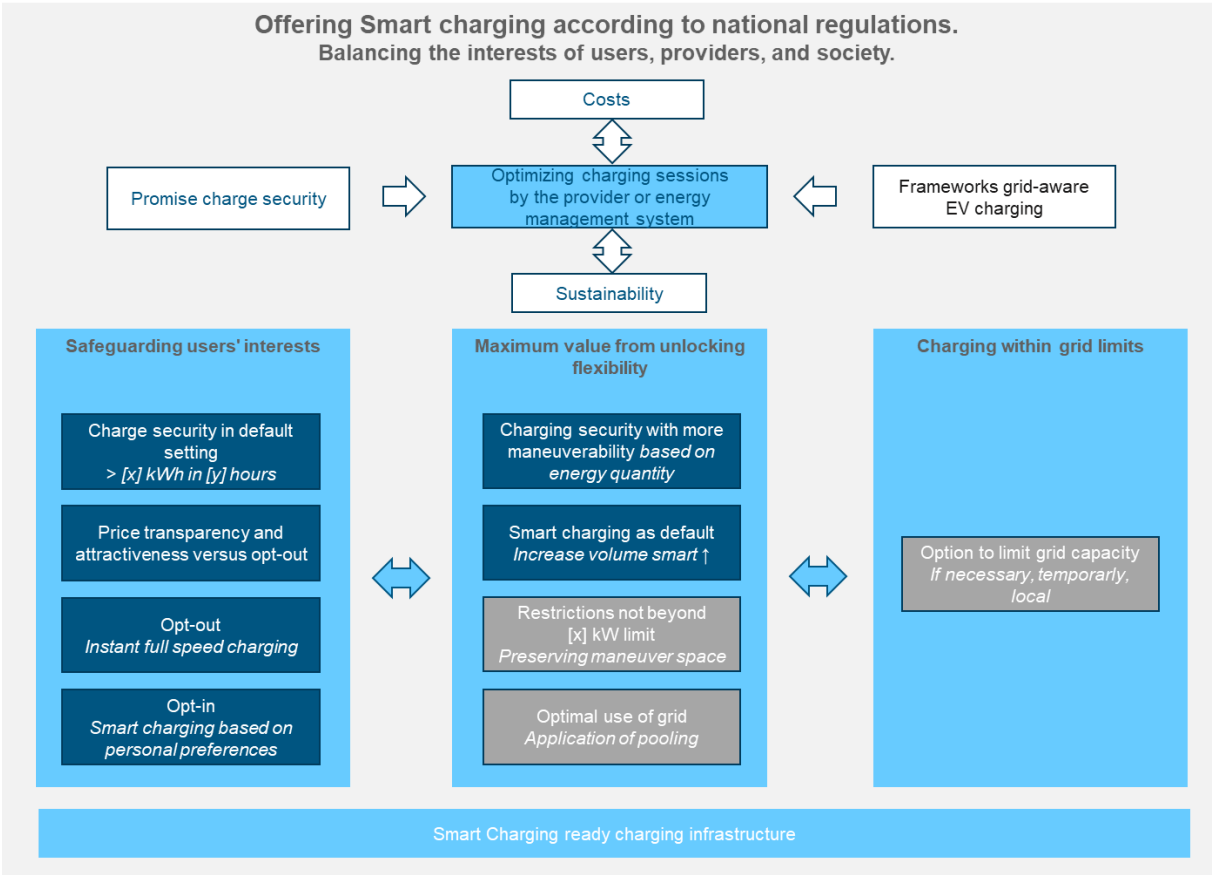 Offering Smart charging according to national regulations.
Balancing the interests of users, providers, and society.
Costs
Promise charge security
Optimizing charging sessions
by the provider or energy
management system
Frameworks grid-aware
EV charging
Sustainability
Safeguarding users' interests
Charge security in default
setting
> [x] kWh in [y] hours
Price transparency and
attractiveness versus opt-out
Opt-out
Instant full speed charging
Opt-in
Smart charging based on
personal preferences
Maximum value from unlocking
flexibility
Charging security with more
maneuverability based on
energy quantity
Smart charging as default
Increase volume smart ↑
Restrictions not beyond
[x] kW limit
Preserving maneuver space
Optimal use of grid
Application of pooling
Charging within grid limits
Option to limit grid capacity
If necessary, temporarly,
local
Smart Charging ready charging infrastructure